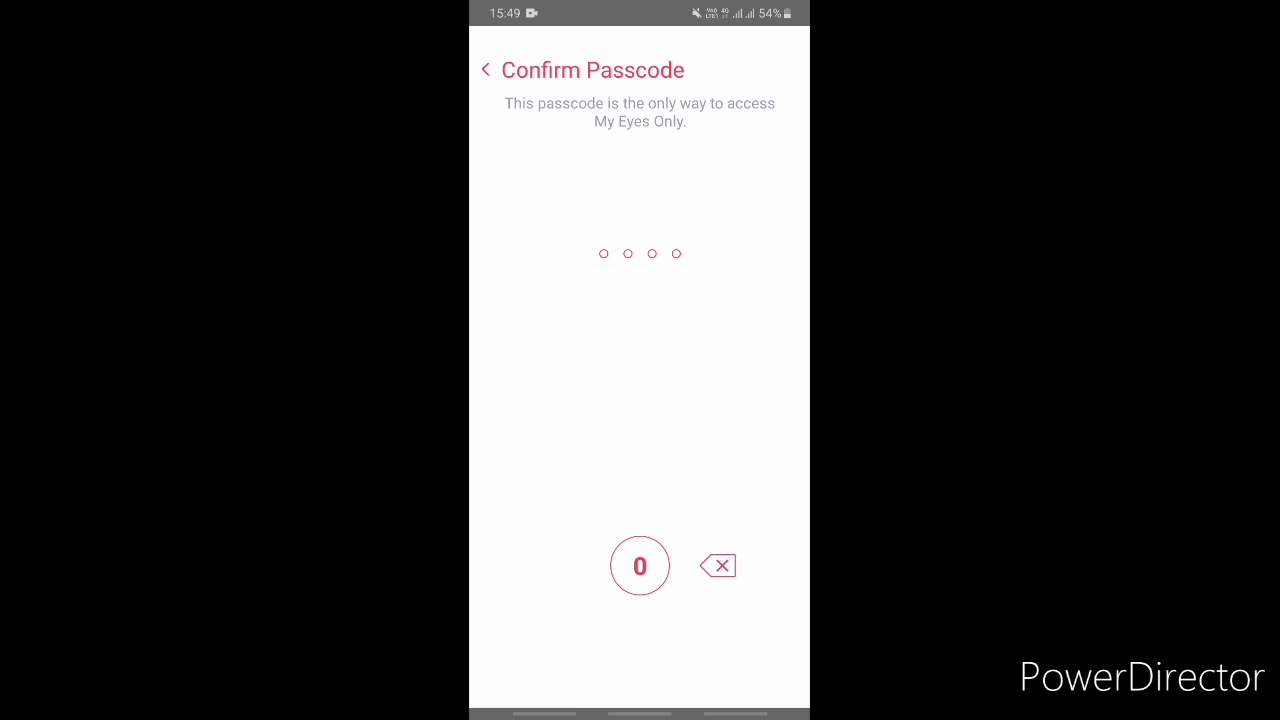 15:49
54%
Confirm Passcode
This passcode is the only way to access
My Eyes Only.
0
PowerDirector